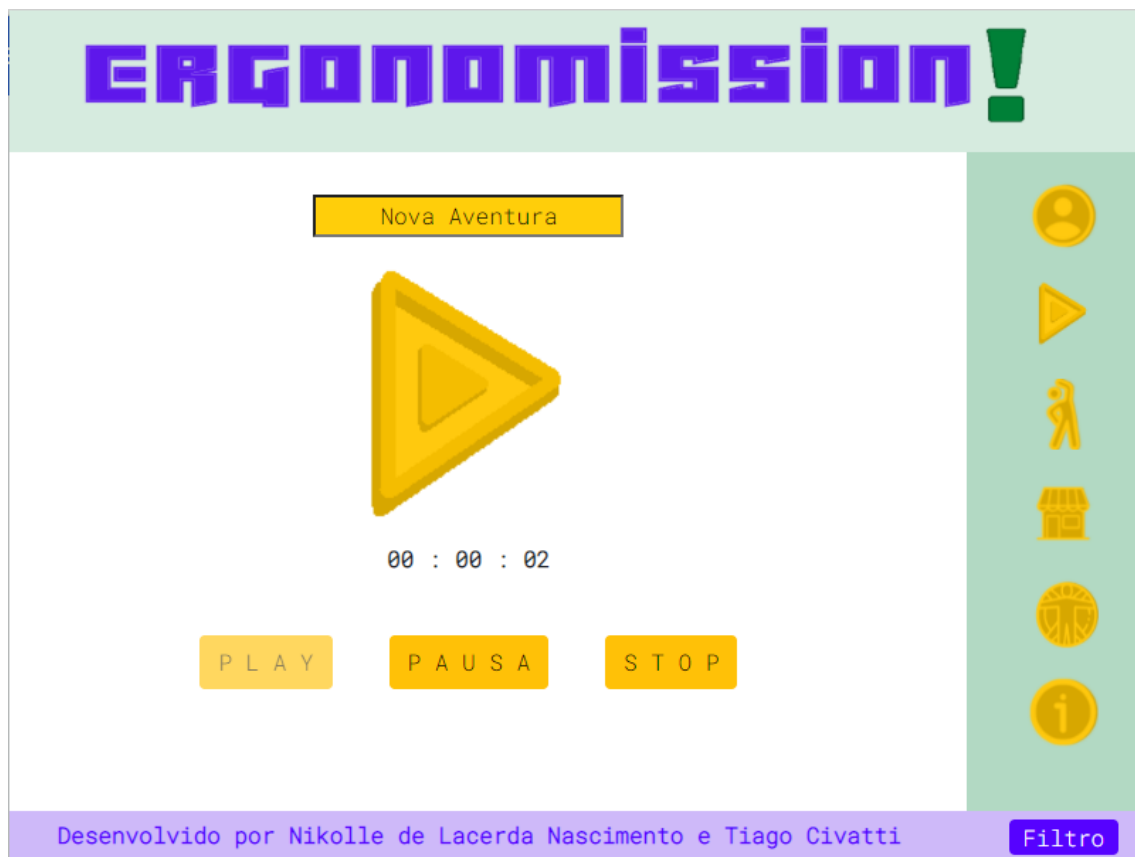 ERGONOMISSION!
Nova Aventura
00 : 00 : 02
PLAY PAUSA STOP
Desenvolvido por Nikolle de Lacerda Nascimento e Tiago Civatti Filtro